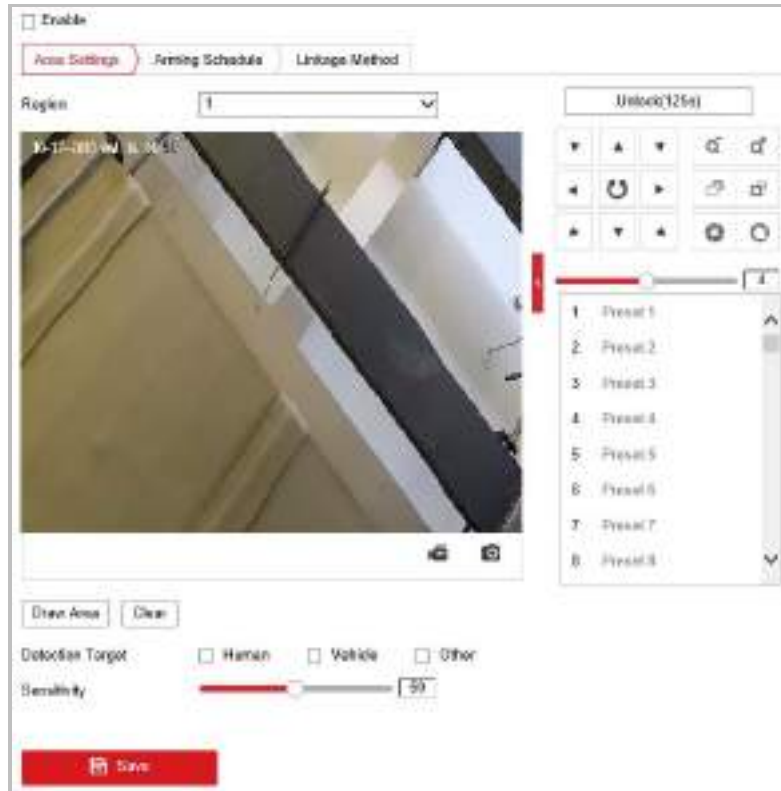 Enable
Area Settings Arming Schedule Linkage Method
Region 1
Unlock(125s)
4
1 Preset 1
2 Preset 2
3 Preset 3
4 Preset 4
5 Preset 5
6 Preset 6
7 Preset 7
8 Preset 8
Draw Area Clear
Detection Target Human Vehicle Other
Sensitivity
Save